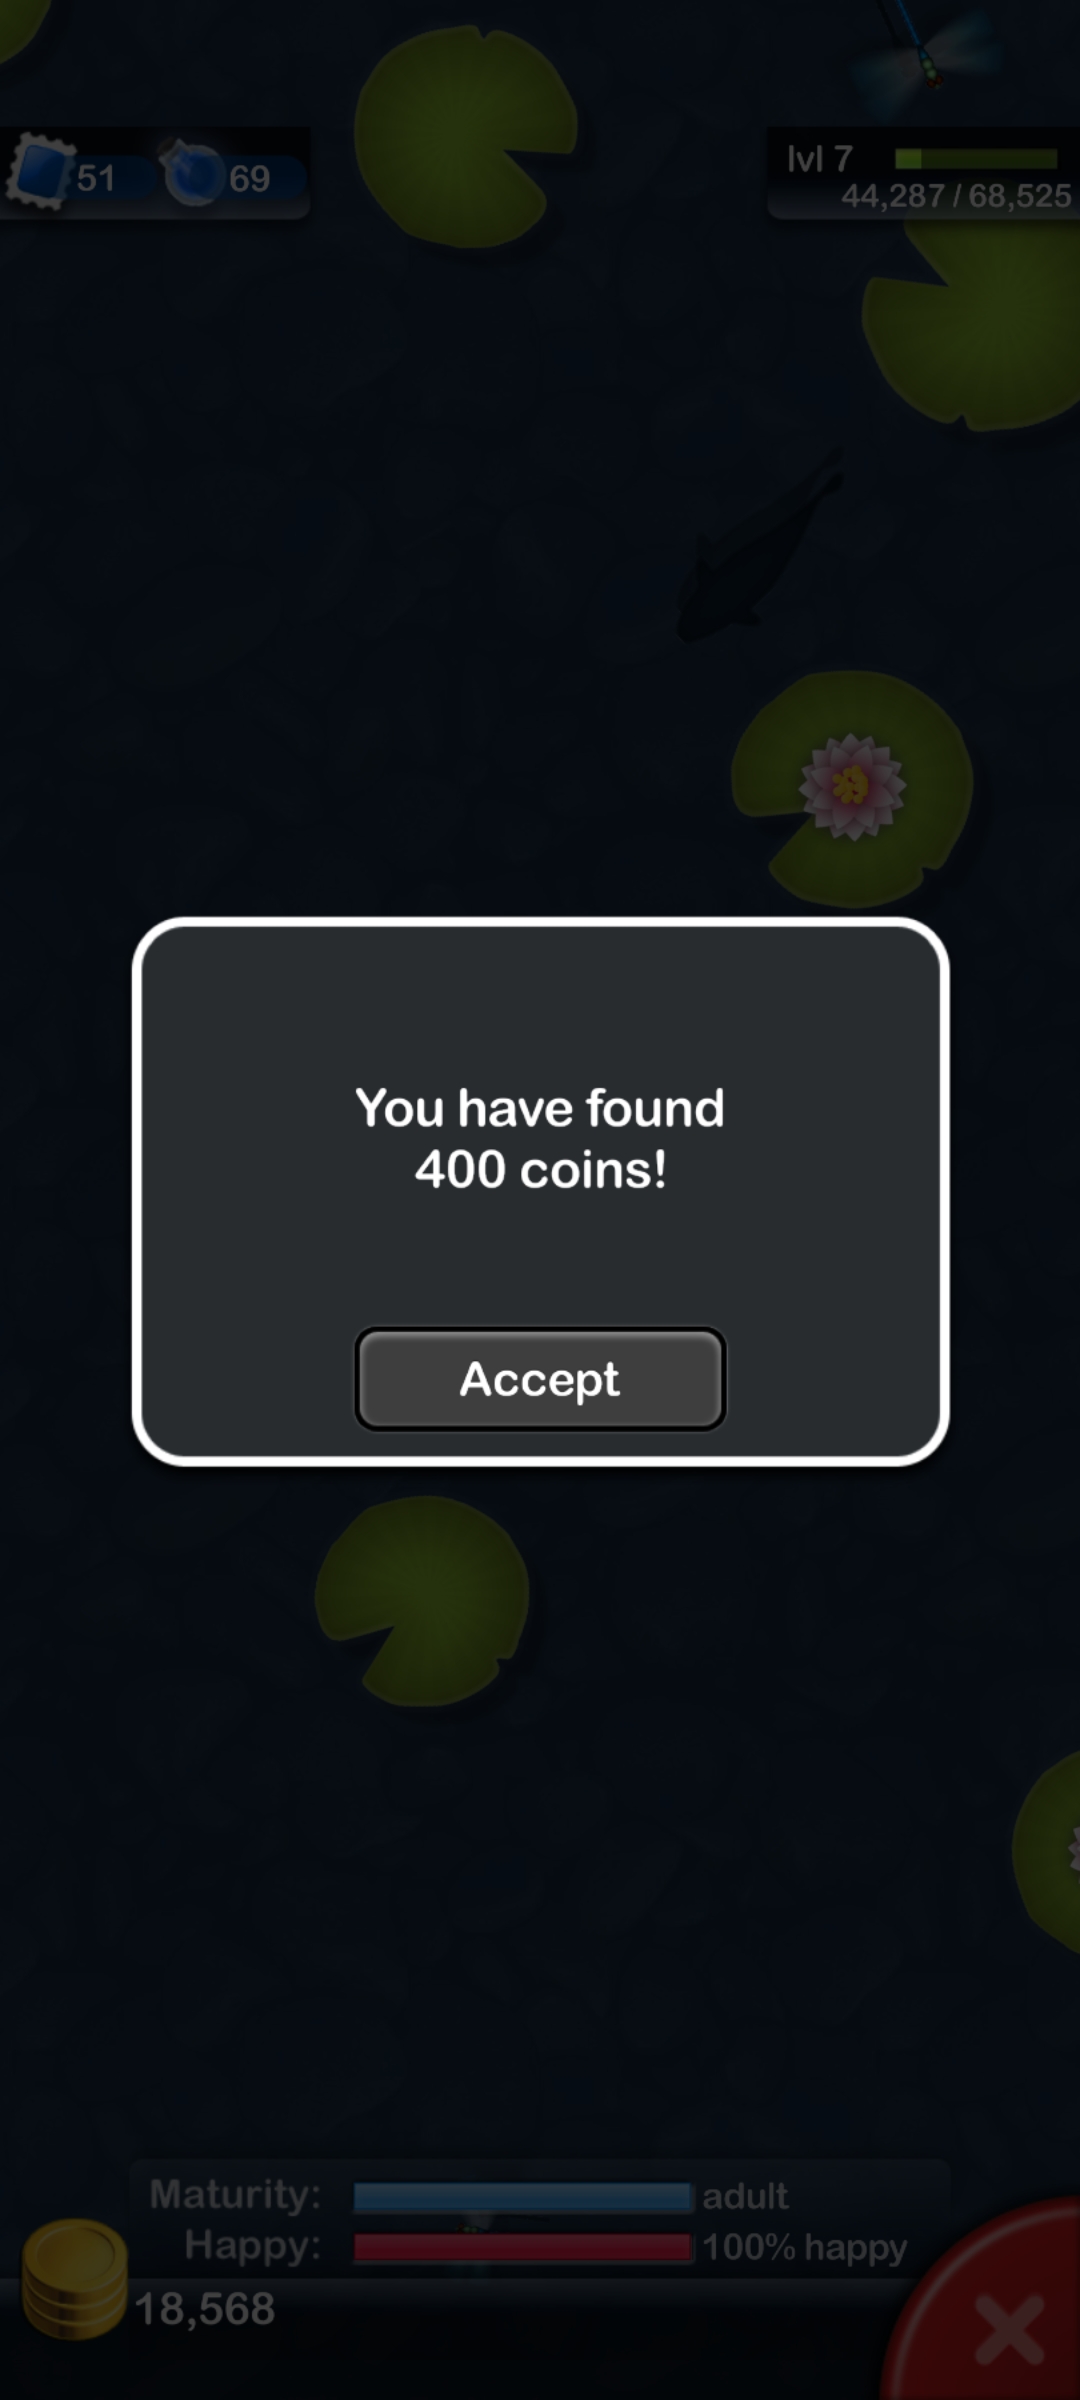 51 69
lvl 7
44,287 / 68,525
You have found
400 coins!
Accept
Maturity: adult
Happy: 100% happy
18,568